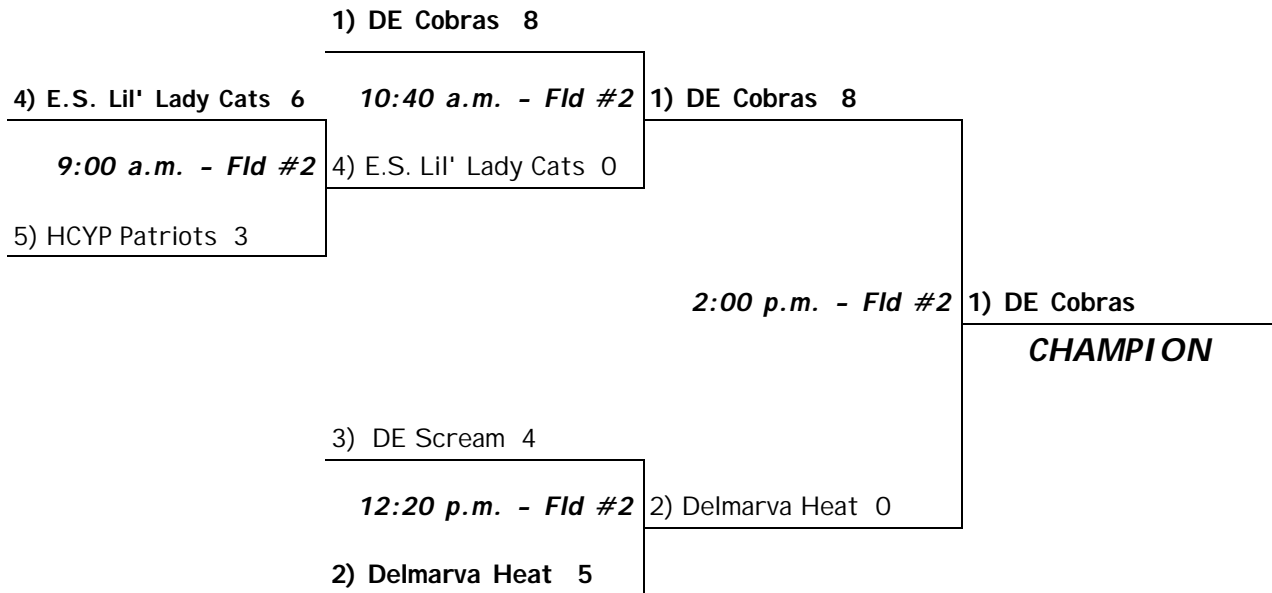 1) DE Cobras 8
4) E.S. Lil' Lady Cats 6
10:40 a.m. - Fld #2
1) DE Cobras 8
9:00 a.m. - Fld #2
4) E.S. Lil' Lady Cats 0
5) HCYP Patriots 3
2:00 p.m. - Fld #2
1) DE Cobras
CHAMPION
3) DE Scream 4
12:20 p.m. - Fld #2
2) Delmarva Heat 0
2) Delmarva Heat 5